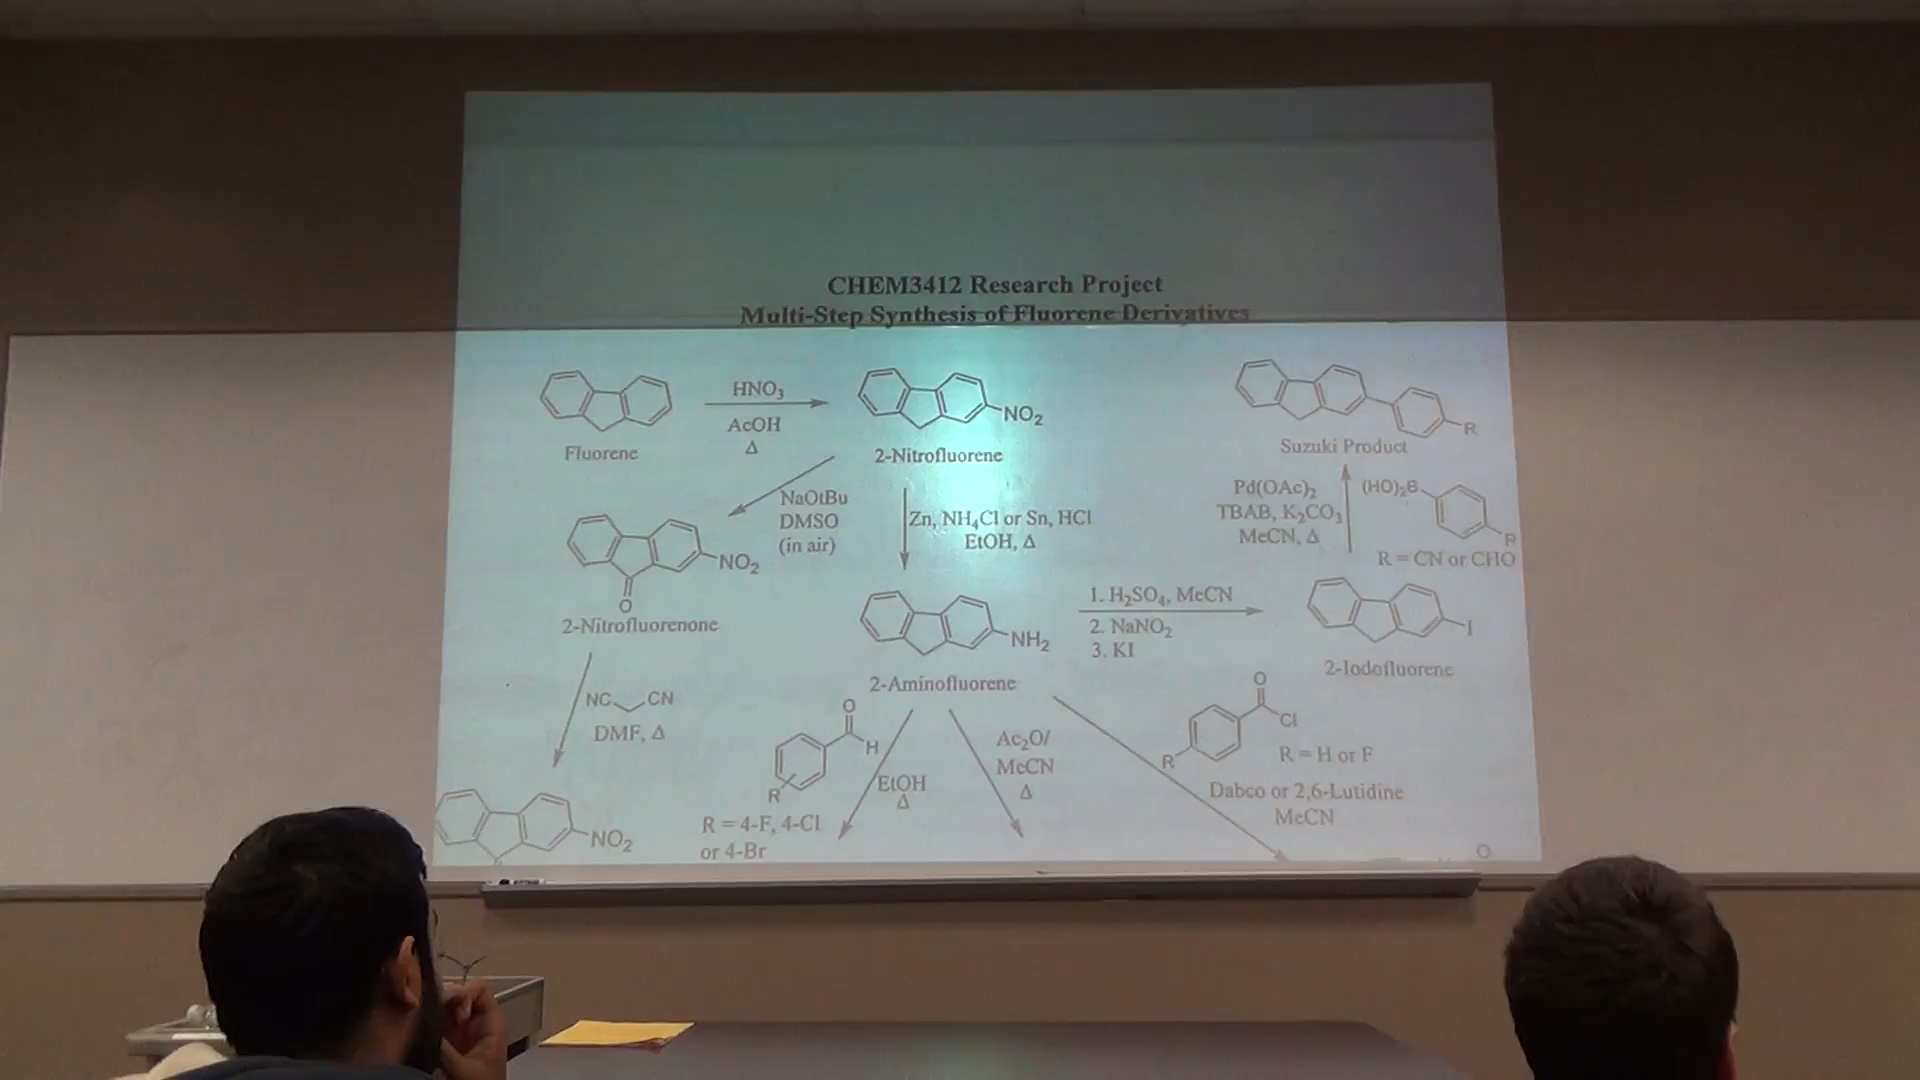 CHEM3412 Research Project
Multi-Step Synthesis of Fluorene Derivatives
HNO₃
AcOH
Δ
Fluorene
NO₂
2-Nitrofluorene
R
Suzuki Product
NaOtBu
DMSO
(in air)
Zn, NH₄Cl or Sn, HCl
EtOH, Δ
Pd(OAc)₂
TBAB, K₂CO₃
MeCN, Δ
(HO)₂B
R
R = CN or CHO
NO₂
O
2-Nitrofluorenone
NH₂
2-Aminofluorene
1. H₂SO₄, MeCN
2. NaNO₂
3. KI
I
2-Iodofluorene
NC CN
DMF, Δ
O
H
R
EtOH
Δ
R = 4-F, 4-Cl
or 4-Br
Ac₂O/
MeCN
Δ
O
Cl
R
R = H or F
Dabco or 2,6-Lutidine
MeCN
NO₂
O